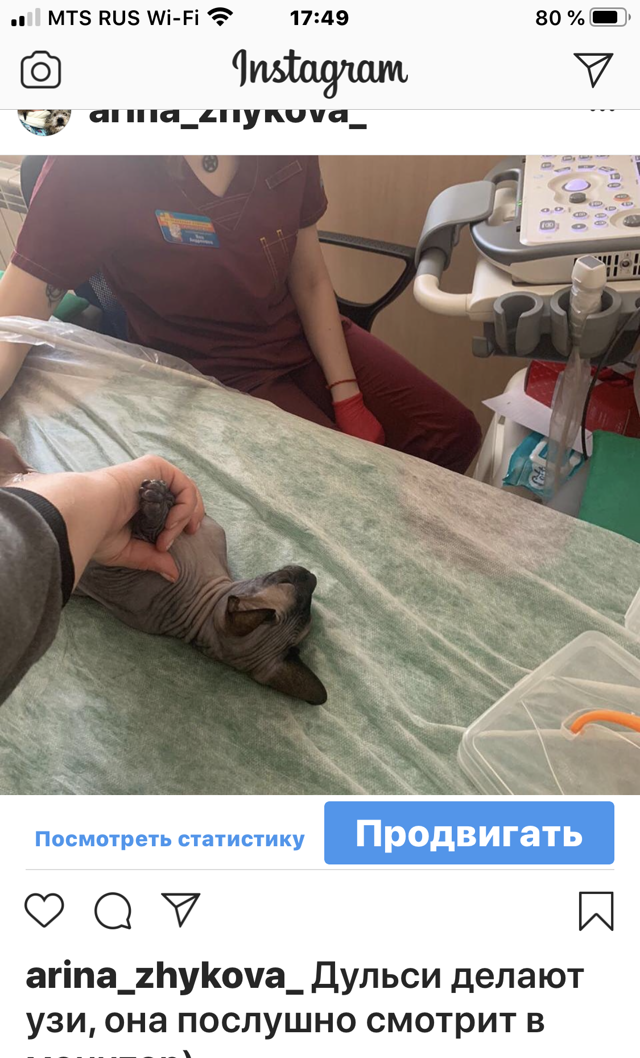 MTS RUS Wi-Fi 17:49 80 %
Instagram
arina_zhykova_
Посмотреть статистику Продвигать
arina_zhykova_ Дульси делают
узи, она послушно смотрит в
монитор)